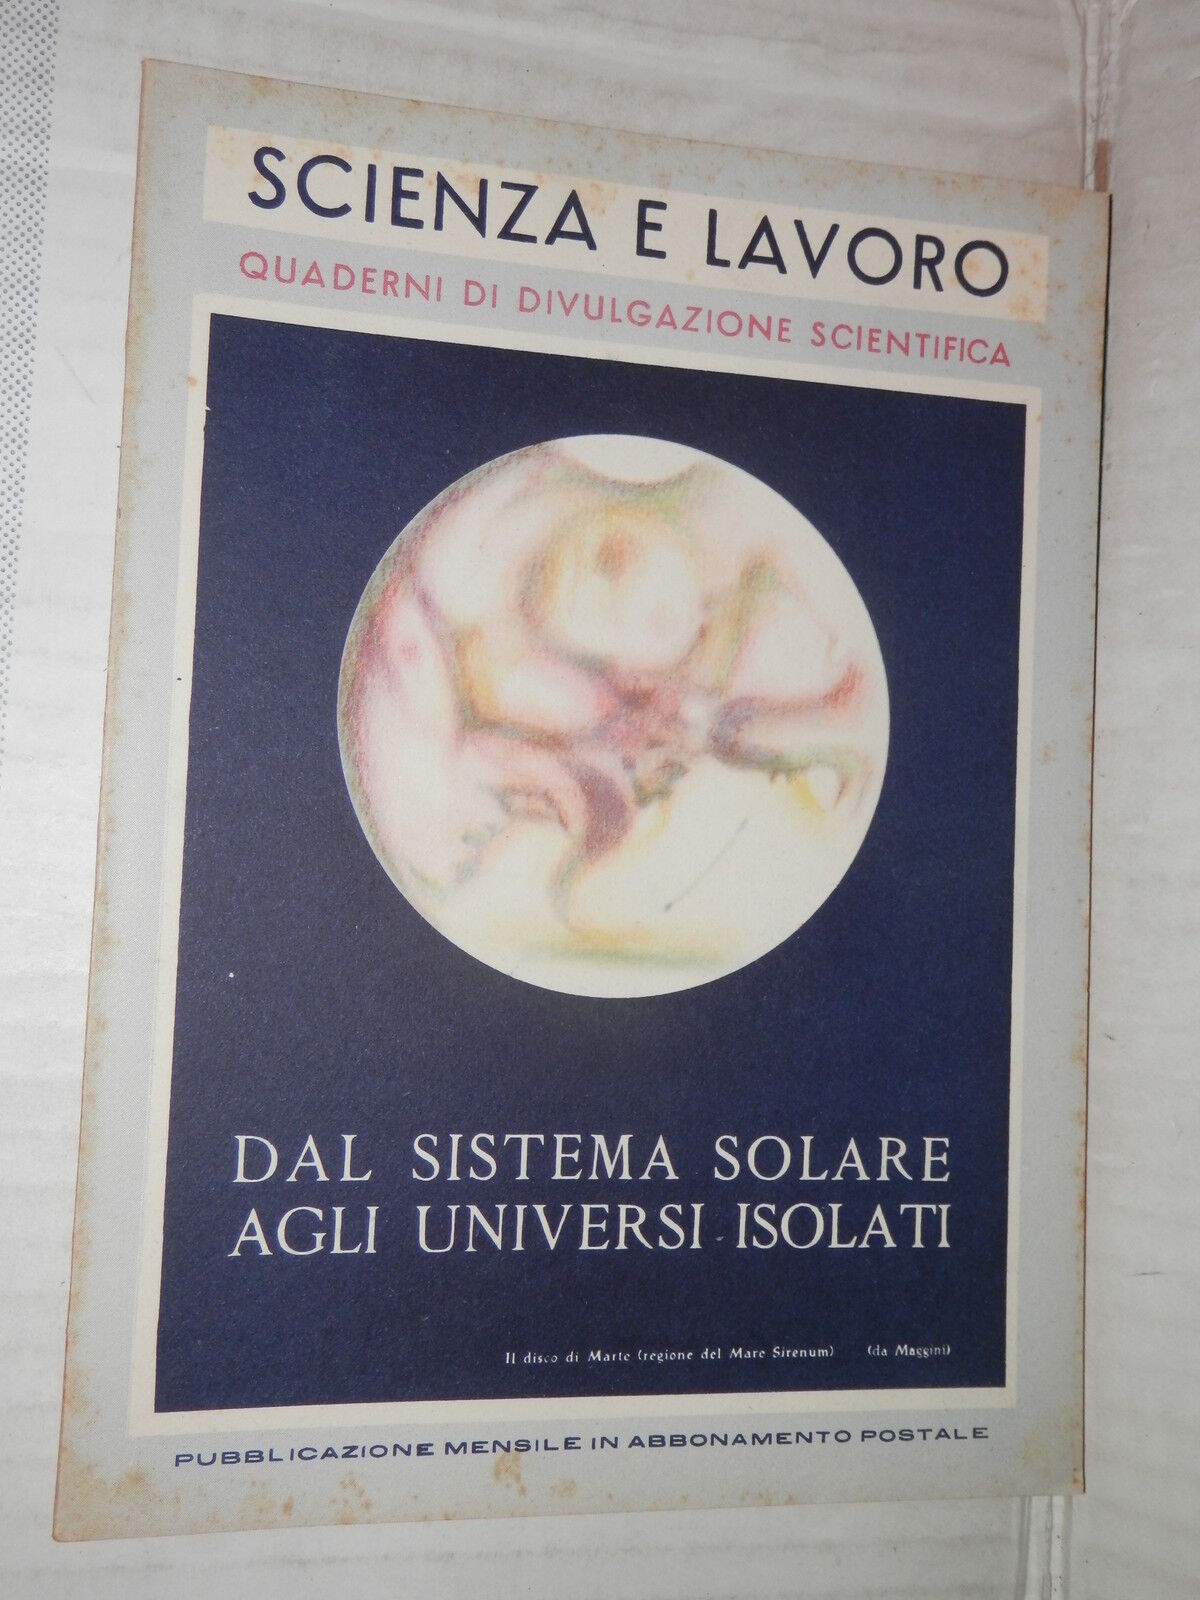 SCIENZA E LAVORO
QUADERNI DI DIVULGAZIONE SCIENTIFICA
DAL SISTEMA SOLARE
AGLI UNIVERSI ISOLATI
Il disco di Marte (regione del Mare Sirenum) (da Maggini)
PUBBLICAZIONE MENSILE IN ABBONAMENTO POSTALE